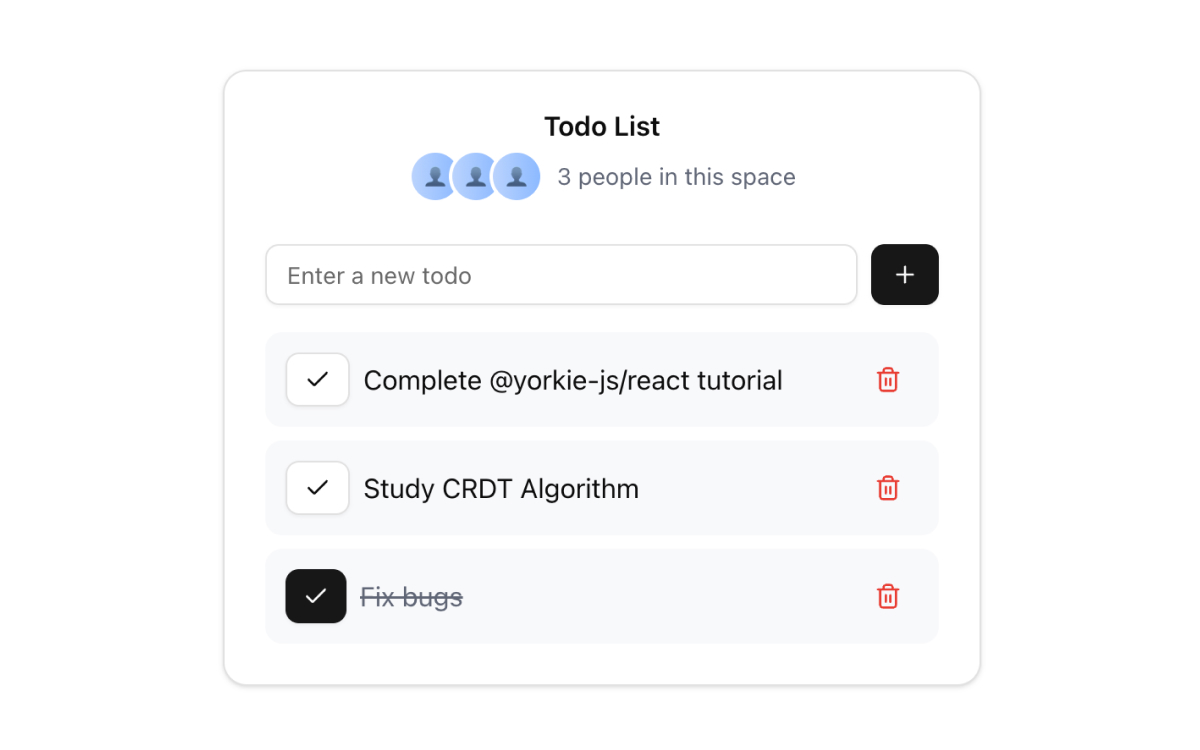 Todo List
3 people in this space
Enter a new todo
Complete @yorkie-js/react tutorial
Study CRDT Algorithm
Fix bugs